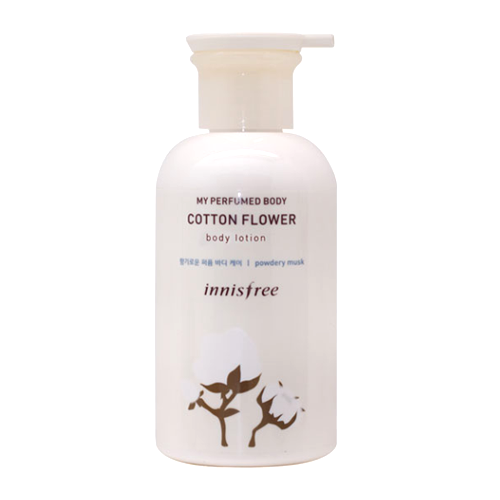 MY PERFUMED BODY
COTTON FLOWER
body lotion
향기로운 퍼퓸 바디 케어 | powdery musk
innisfree